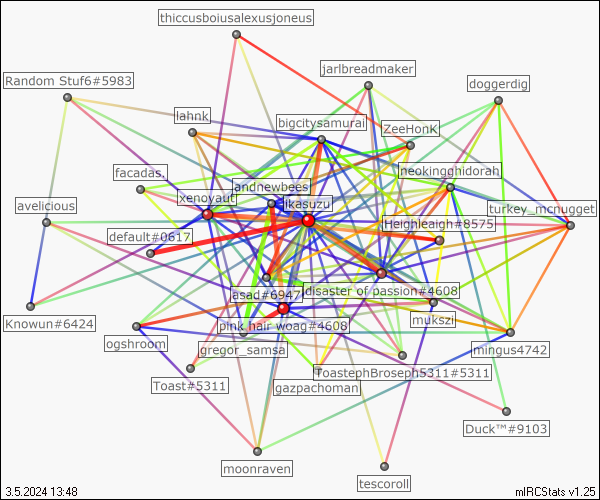 thiccusboiusalexusjoneus
jarlbreadmaker
Random Stuf6#5983
doggerdig
lahnk
bigcitysamurai
ZeeHonK
facadas.
neokingghidorah
andnewbees
xenoyaut
ikasuzu
avelicious
turkey_mcnugget
Heighleaigh#8575
default#0617
jasad#6947
disaster of passion#4608
Knowun#6424
pink hair woag#4608
mukszi
ogshroom
gregor_samsa
mingus4742
Toast#5311
gazpachoman
ToastephBroseph5311#5311
Duck™#9103
moonraven
tescoroll
3.5.2024 13:48
mIRCStats v1.25